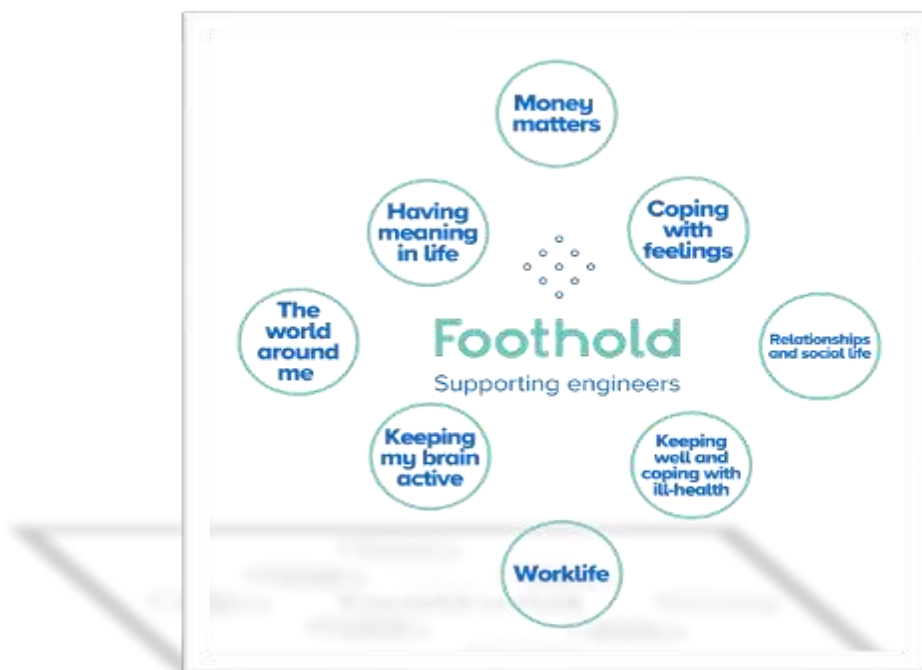 Money
matters
Having
meaning
in life
Coping
with
feelings
The
world
around
me
Foothold
Supporting engineers
Relationships
and social life
Keeping
my brain
active
Keeping
well and
coping with
ill-health
Worklife